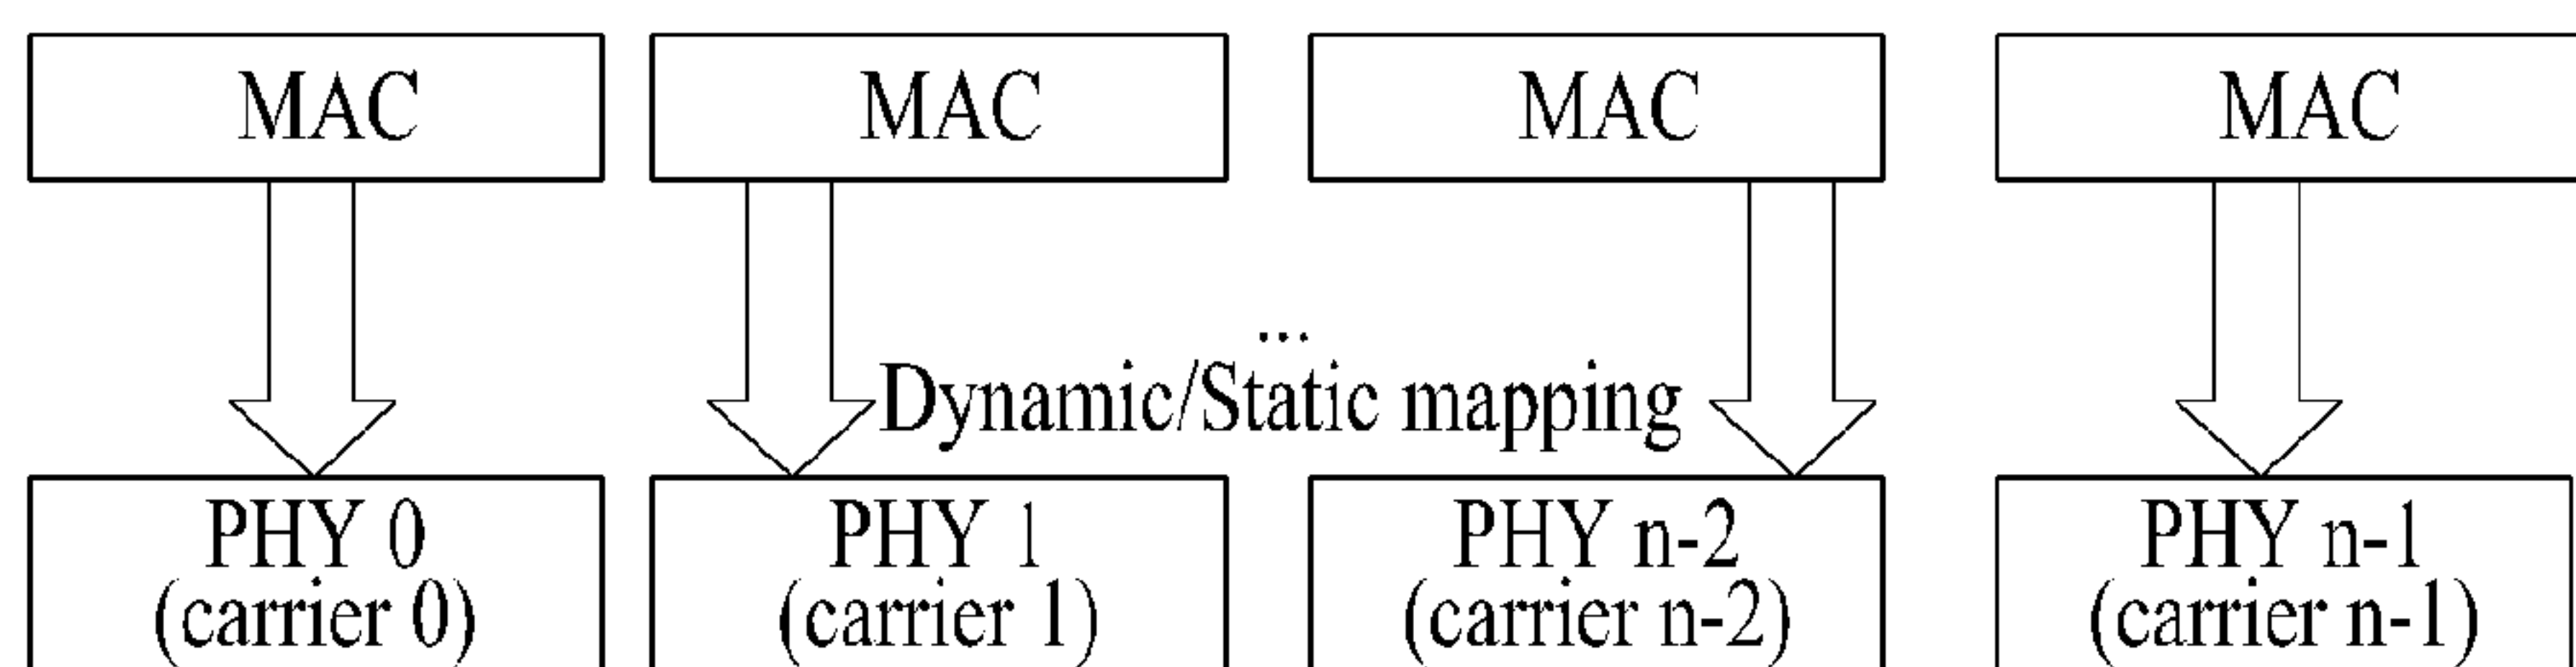 MAC MAC MAC MAC
...
Dynamic/Static mapping
PHY 0 PHY 1 PHY n-2 PHY n-1
(carrier 0) (carrier 1) (carrier n-2) (carrier n-1)